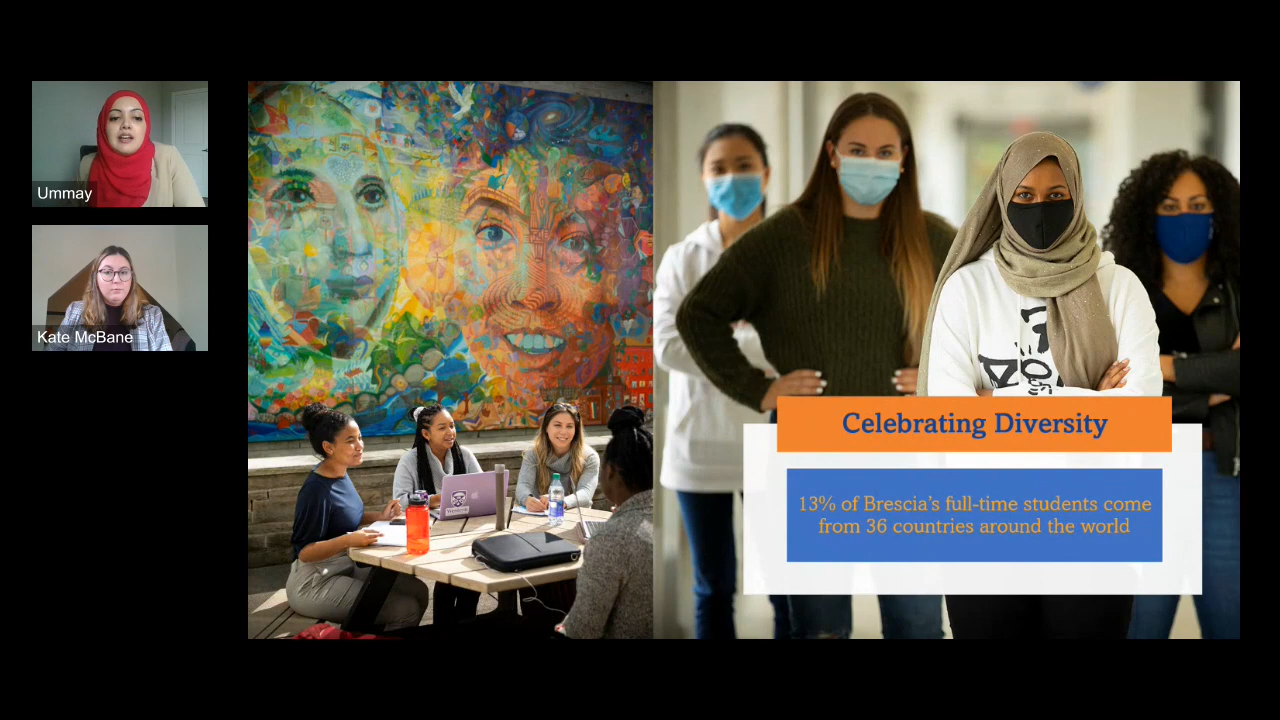 Ummay
Kate McBane
Celebrating Diversity
13% of Brescia's full-time students come
from 36 countries around the world